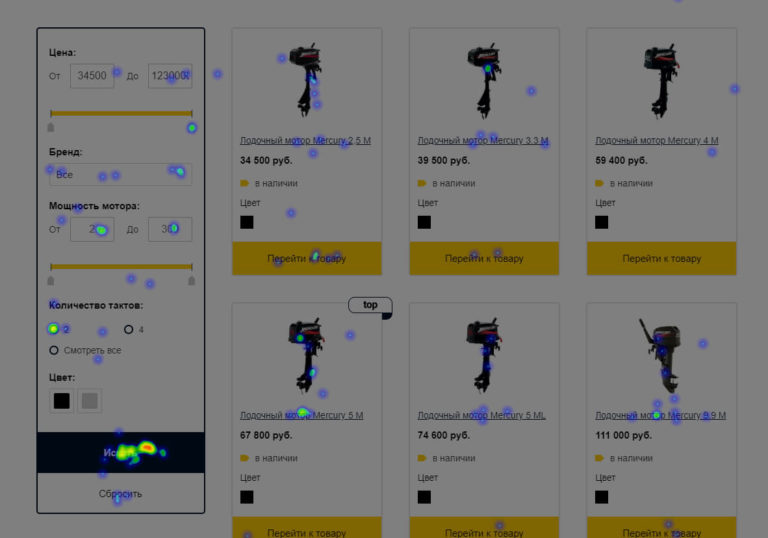 Цена:
От 34500 До 123000
Бренд:
Все
Мощность мотора:
От 2 До 30
Количество тактов:
2 4
Смотреть все
Цвет:
Сбросить
Лодочный мотор Mercury 2,5 M
34 500 руб.
в наличии
Цвет
Перейти к товару
Лодочный мотор Mercury 3.3 M
39 500 руб.
в наличии
Цвет
Перейти к товару
Лодочный мотор Mercury 4 M
59 400 руб.
в наличии
Цвет
Перейти к товару
top
Лодочный мотор Mercury 5 M
67 800 руб.
в наличии
Цвет
Перейти к товару
Лодочный мотор Mercury 5 ML
74 600 руб.
в наличии
Цвет
Перейти к товару
Лодочный мотор Mercury 9.9 M
111 000 руб.
в наличии
Цвет
Перейти к товару